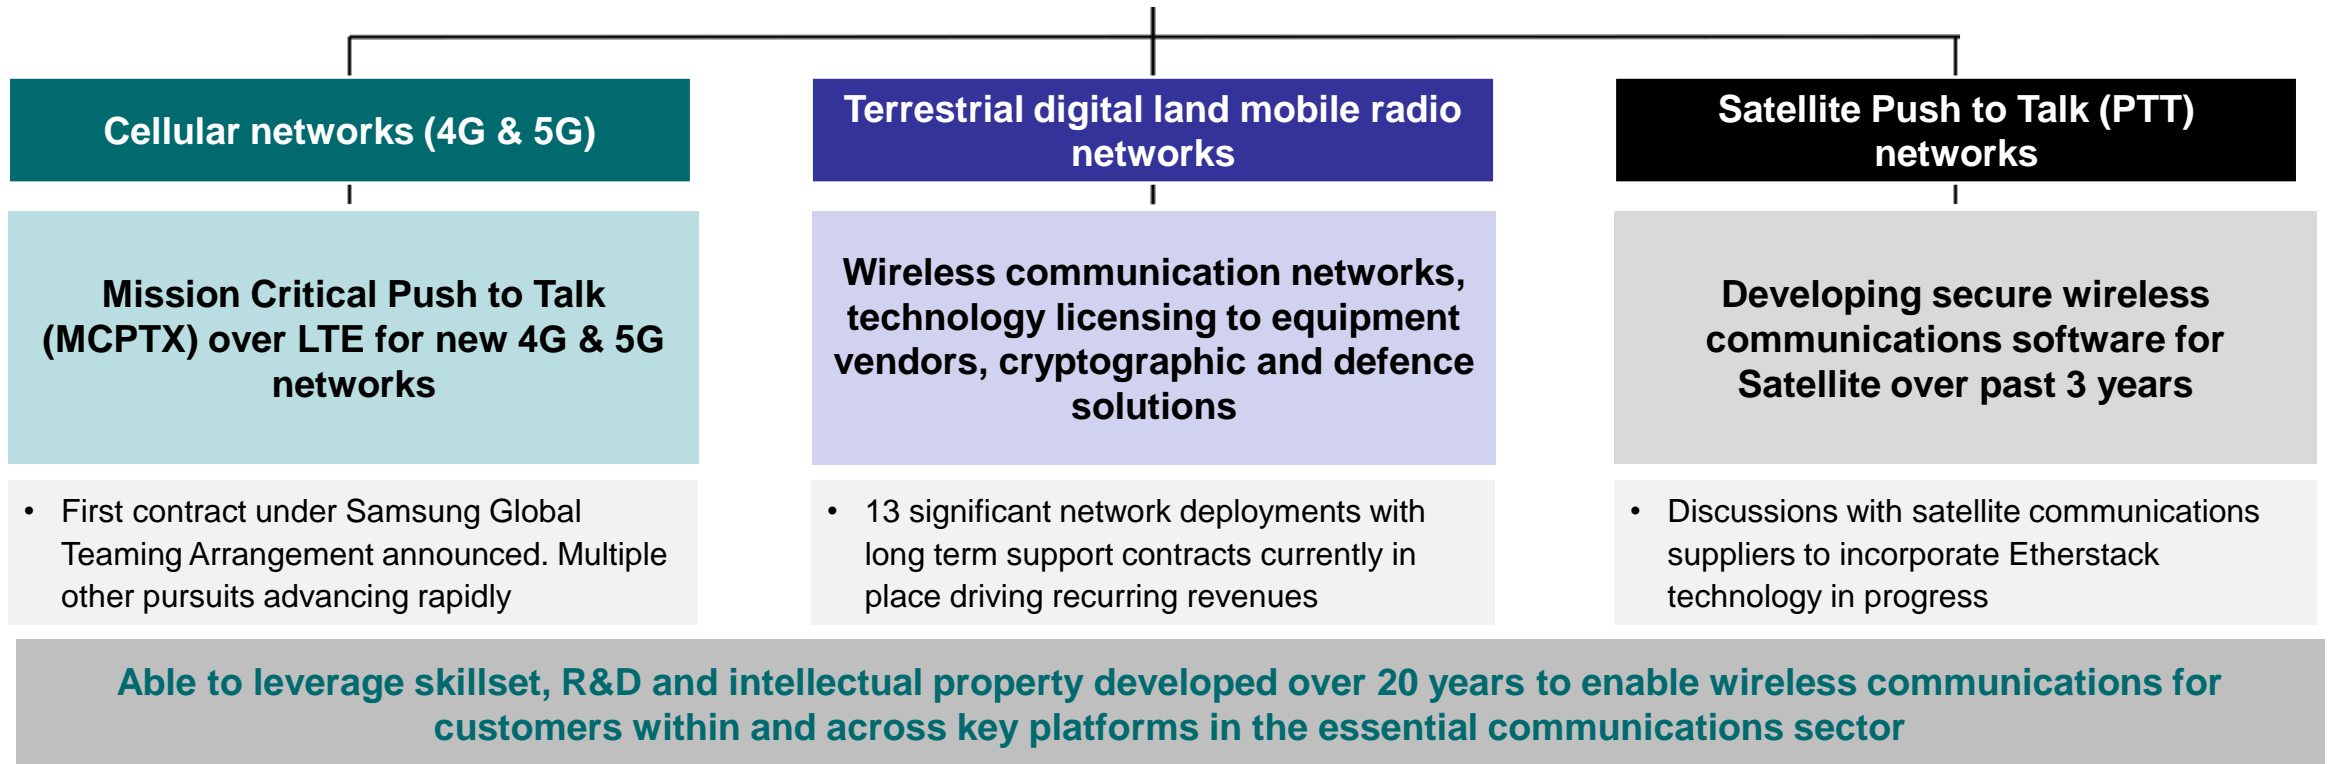 Cellular networks (4G & 5G)
Mission Critical Push to Talk
(MCPTX) over LTE for new 4G & 5G
networks
• First contract under Samsung Global
Teaming Arrangement announced. Multiple
other pursuits advancing rapidly
Terrestrial digital land mobile radio
networks
Wireless communication networks,
technology licensing to equipment
vendors, cryptographic and defence
solutions
• 13 significant network deployments with
long term support contracts currently in
place driving recurring revenues
Satellite Push to Talk (PTT)
networks
Developing secure wireless
communications software for
Satellite over past 3 years
• Discussions with satellite communications
suppliers to incorporate Etherstack
technology in progress
Able to leverage skillset, R&D and intellectual property developed over 20 years to enable wireless communications for
customers within and across key platforms in the essential communications sector